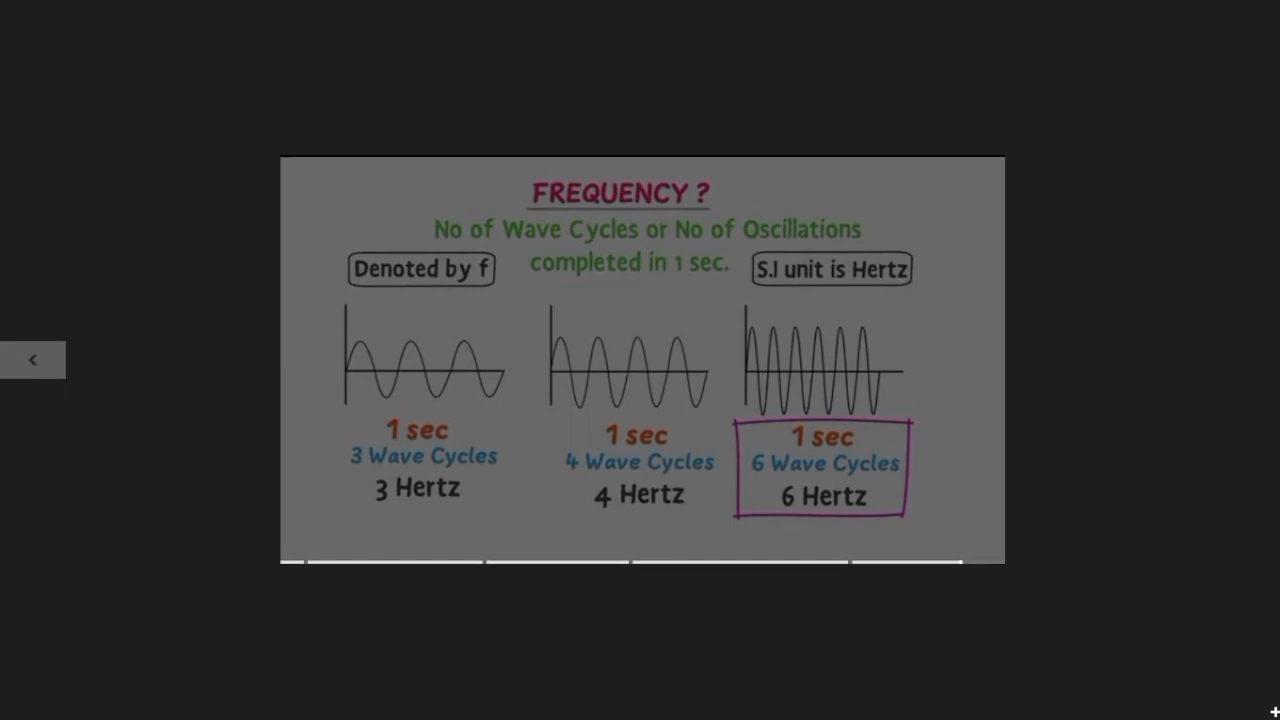 FREQUENCY ?
No of Wave Cycles or No of Oscillations
completed in 1 sec.
Denoted by f
S.I unit is Hertz
1 sec
3 Wave Cycles
3 Hertz
1 sec
4 Wave Cycles
4 Hertz
1 sec
6 Wave Cycles
6 Hertz